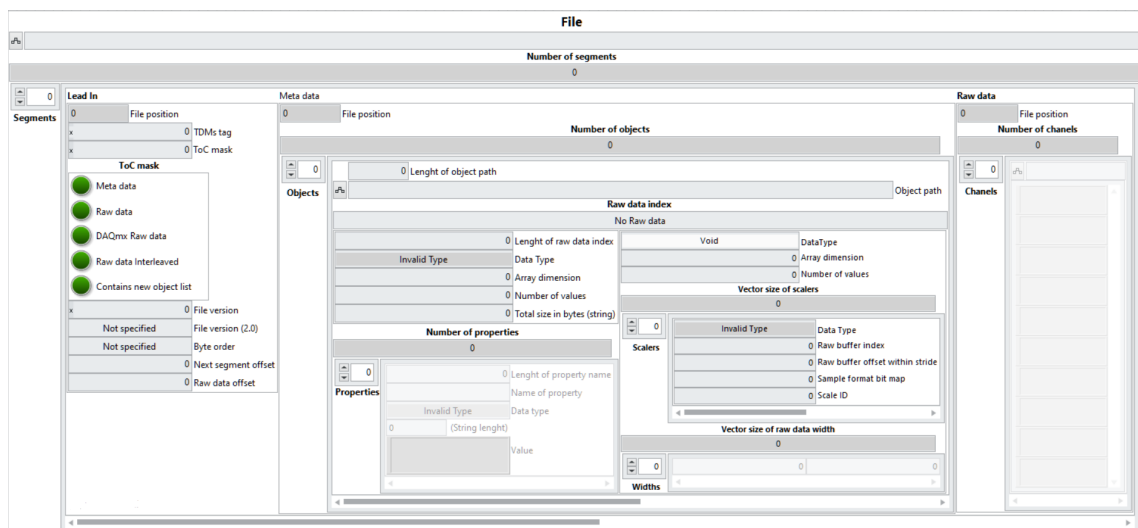 File
Number of segments
0
0
Segments
Lead In
0 File position
x 0 TDMs tag
x 0 ToC mask
ToC mask
Meta data
Raw data
DAQmx Raw data
Raw data Interleaved
Contains new object list
x 0 File version
Not specified File version (2.0)
Not specified Byte order
0 Next segment offset
0 Raw data offset
Meta data
0 File position
Number of objects
0
0
Objects
0 Lenght of object path
Object path
Raw data index
No Raw data
0 Lenght of raw data index
Invalid Type Data Type
0 Array dimension
0 Number of values
0 Total size in bytes (string)
Number of properties
0
0
Properties
0 Lenght of property name
Name of property
Invalid Type Data type
0 (String lenght)
Value
Void DataType
0 Array dimension
0 Number of values
Vector size of scalers
0
0
Scalers
Invalid Type Data Type
0 Raw buffer index
0 Raw buffer offset within stride
0 Sample format bit map
0 Scale ID
Vector size of raw data width
0
0
Widths
0 0
Raw data
0 File position
Number of chanels
0
0
Chanels